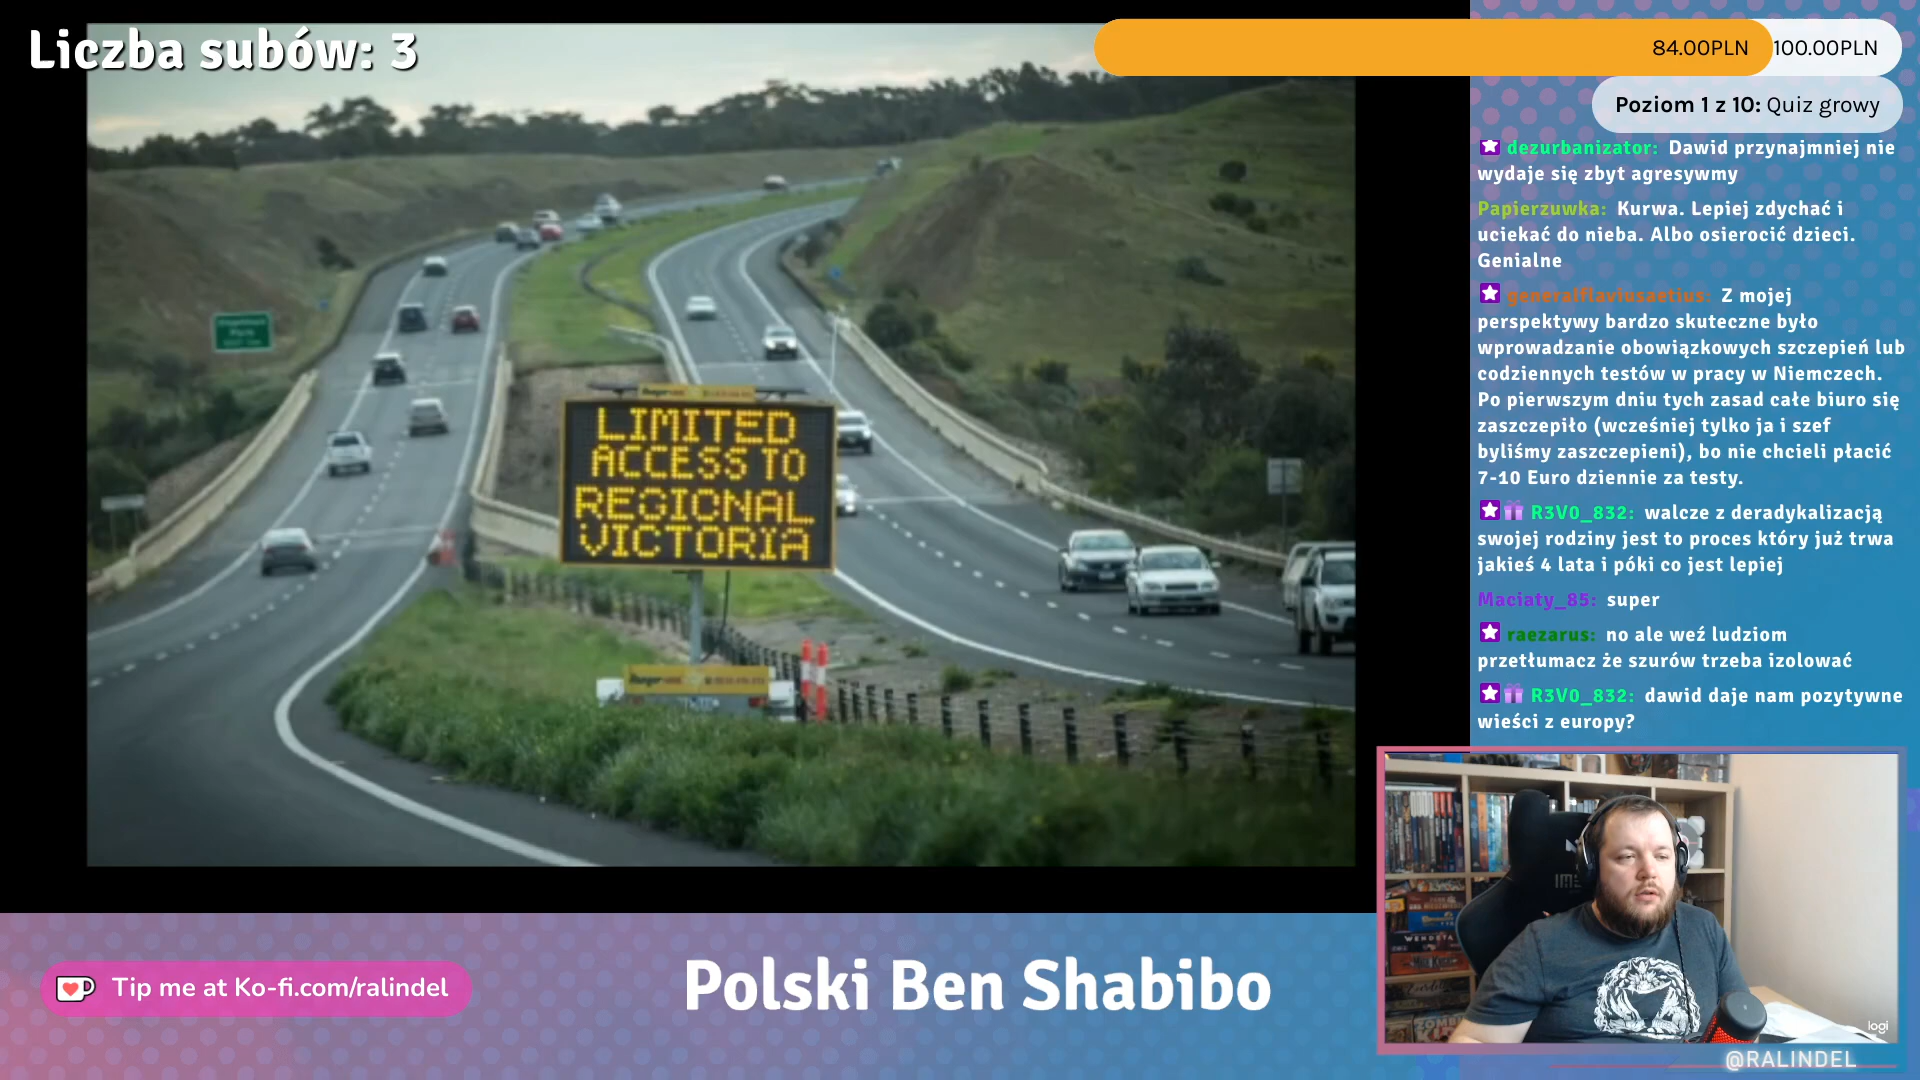 Liczba subów: 3
84.00PLN
100.00PLN
Poziom 1 z 10: Quiz growy
dezurbanizator: Dawid przynajmniej nie
wydaje się zbyt agresywmy
Papierzuwka: Kurwa. Lepiej zdychać i
uciekać do nieba. Albo osierocić dzieci.
Genialne
generalflaviusaetius: Z mojej
perspektywy bardzo skuteczne było
wprowadzanie obowiązkowych szczepień lub
codziennych testów w pracy w Niemczech.
Po pierwszym dniu tych zasad całe biuro się
zaszczepiło (wcześniej tylko ja i szef
byliśmy zaszczepieni), bo nie chcieli płacić
7-10 Euro dziennie za testy.
R3V0_832: walcze z deradykalizacją
swojej rodziny jest to proces który już trwa
jakieś 4 lata i póki co jest lepiej
Maciaty_85: super
raezarus: no ale weź ludziom
przetłumacz że szurów trzeba izolować
R3V0_832: dawid daje nam pozytywne
wieści z europy?
LIMITED
ACCESS TO
REGIONAL
VICTORIA
Tip me at Ko-fi.com/ralindel
Polski Ben Shabibo
WENDETA
logi
@RALINDEL